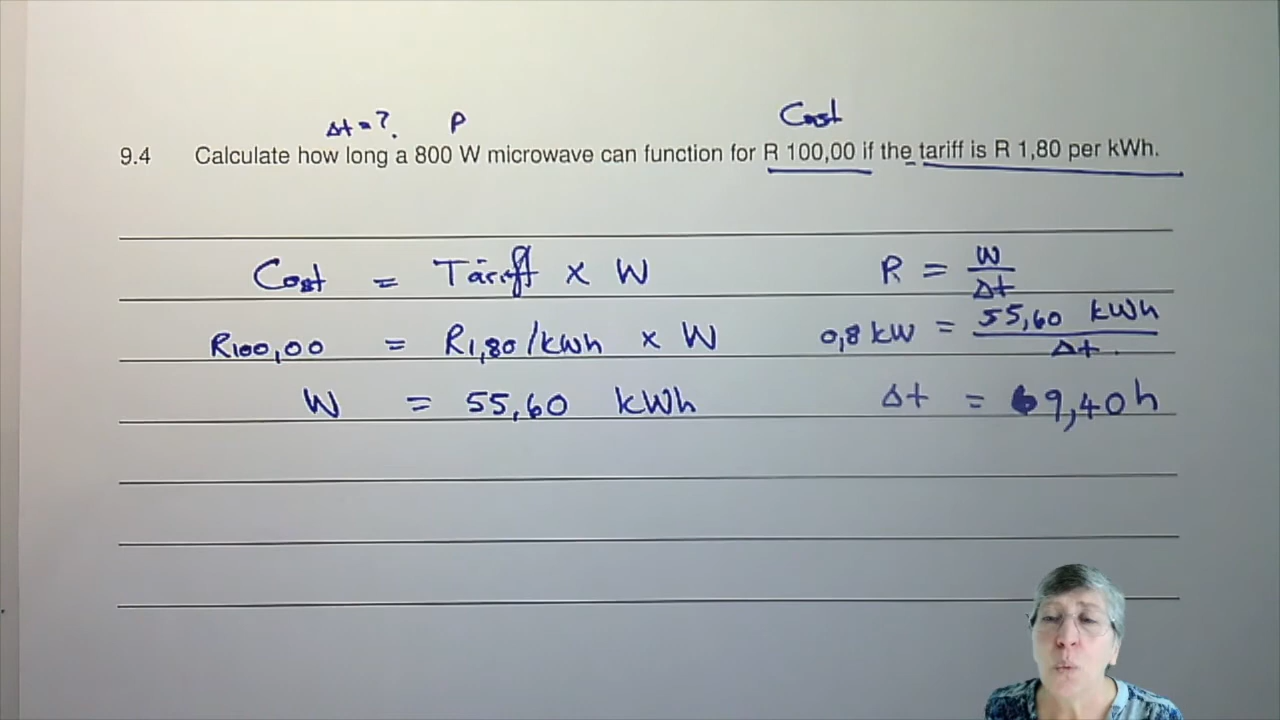 Δt = ?. P Cost
9.4 Calculate how long a 800 W microwave can function for R 100,00 if the tariff is R 1,80 per kWh.
Cost = Tariff × W
R100,00 = R1,80/kWh × W
W = 55,60 kWh
R = W/Δt
0,8 kW = 55,60 kWh/Δt
Δt = 69,40 h